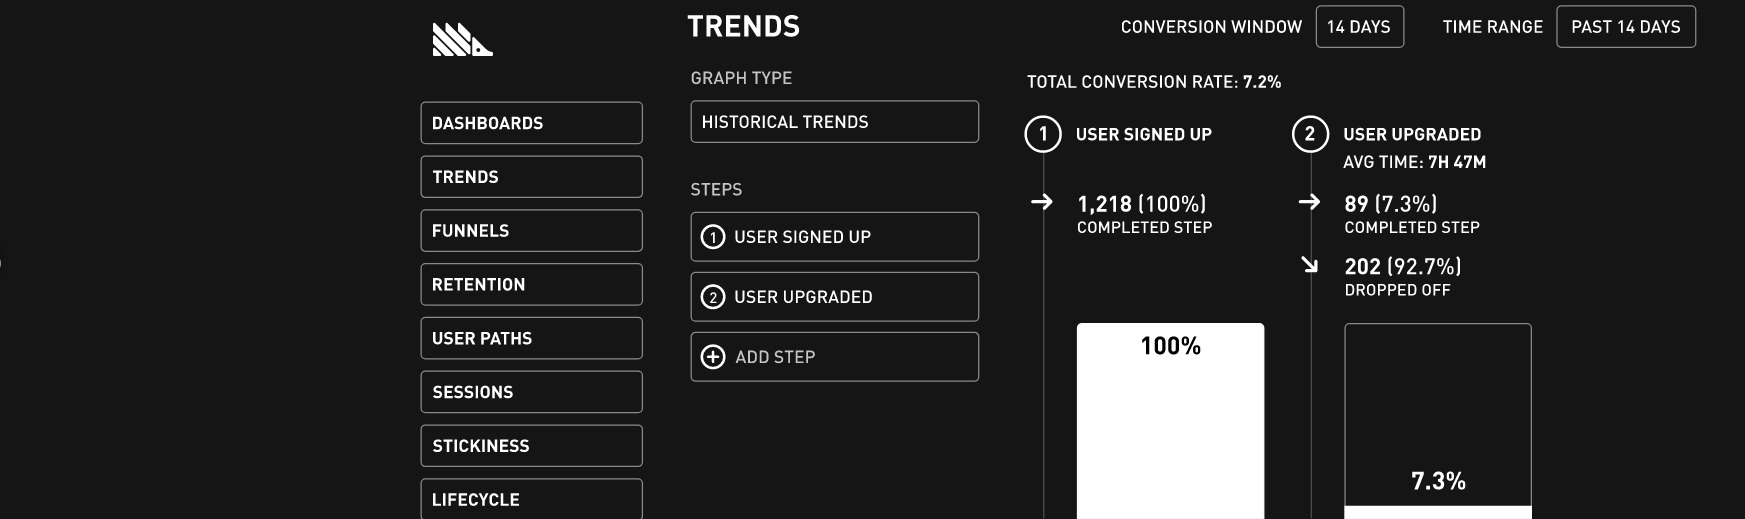 TRENDS
CONVERSION WINDOW 14 DAYS TIME RANGE PAST 14 DAYS
DASHBOARDS
TRENDS
FUNNELS
RETENTION
USER PATHS
SESSIONS
STICKINESS
LIFECYCLE
GRAPH TYPE
HISTORICAL TRENDS
STEPS
1 USER SIGNED UP
2 USER UPGRADED
ADD STEP
TOTAL CONVERSION RATE: 7.2%
1 USER SIGNED UP
1,218 (100%)
COMPLETED STEP
100%
2 USER UPGRADED
AVG TIME: 7H 47M
89 (7.3%)
COMPLETED STEP
202 (92.7%)
DROPPED OFF
7.3%